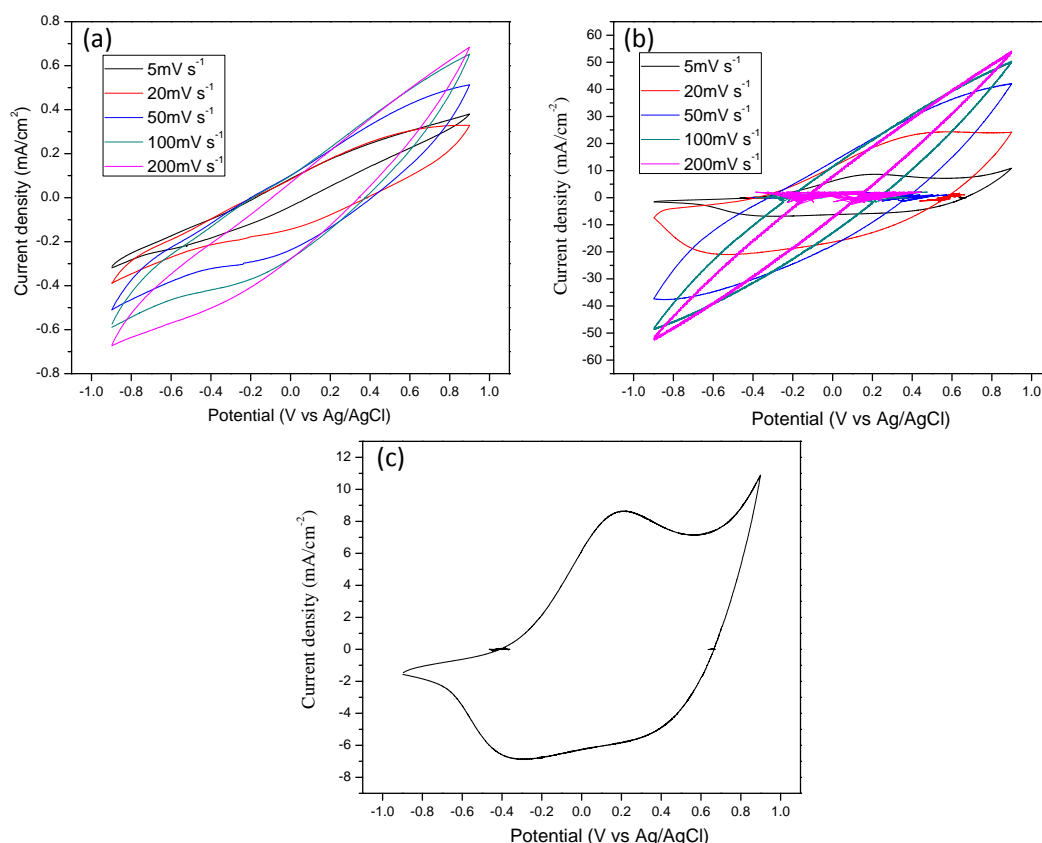 (a)
5mV s⁻¹
20mV s⁻¹
50mV s⁻¹
100mV s⁻¹
200mV s⁻¹
0.8
0.6
0.4
0.2
0.0
-0.2
-0.4
-0.6
-0.8
Current density (mA/cm²)
-1.0 -0.8 -0.6 -0.4 -0.2 0.0 0.2 0.4 0.6 0.8 1.0
Potential (V vs Ag/AgCl)
(b)
5mV s⁻¹
20mV s⁻¹
50mV s⁻¹
100mV s⁻¹
200mV s⁻¹
60
50
40
30
20
10
0
-10
-20
-30
-40
-50
-60
Current density (mA/cm⁻²)
-1.0 -0.8 -0.6 -0.4 -0.2 0.0 0.2 0.4 0.6 0.8 1.0
Potential (V vs Ag/AgCl)
(c)
12
10
8
6
4
2
0
-2
-4
-6
-8
Current density (mA/cm⁻²)
-1.0 -0.8 -0.6 -0.4 -0.2 0.0 0.2 0.4 0.6 0.8 1.0
Potential (V vs Ag/AgCl)